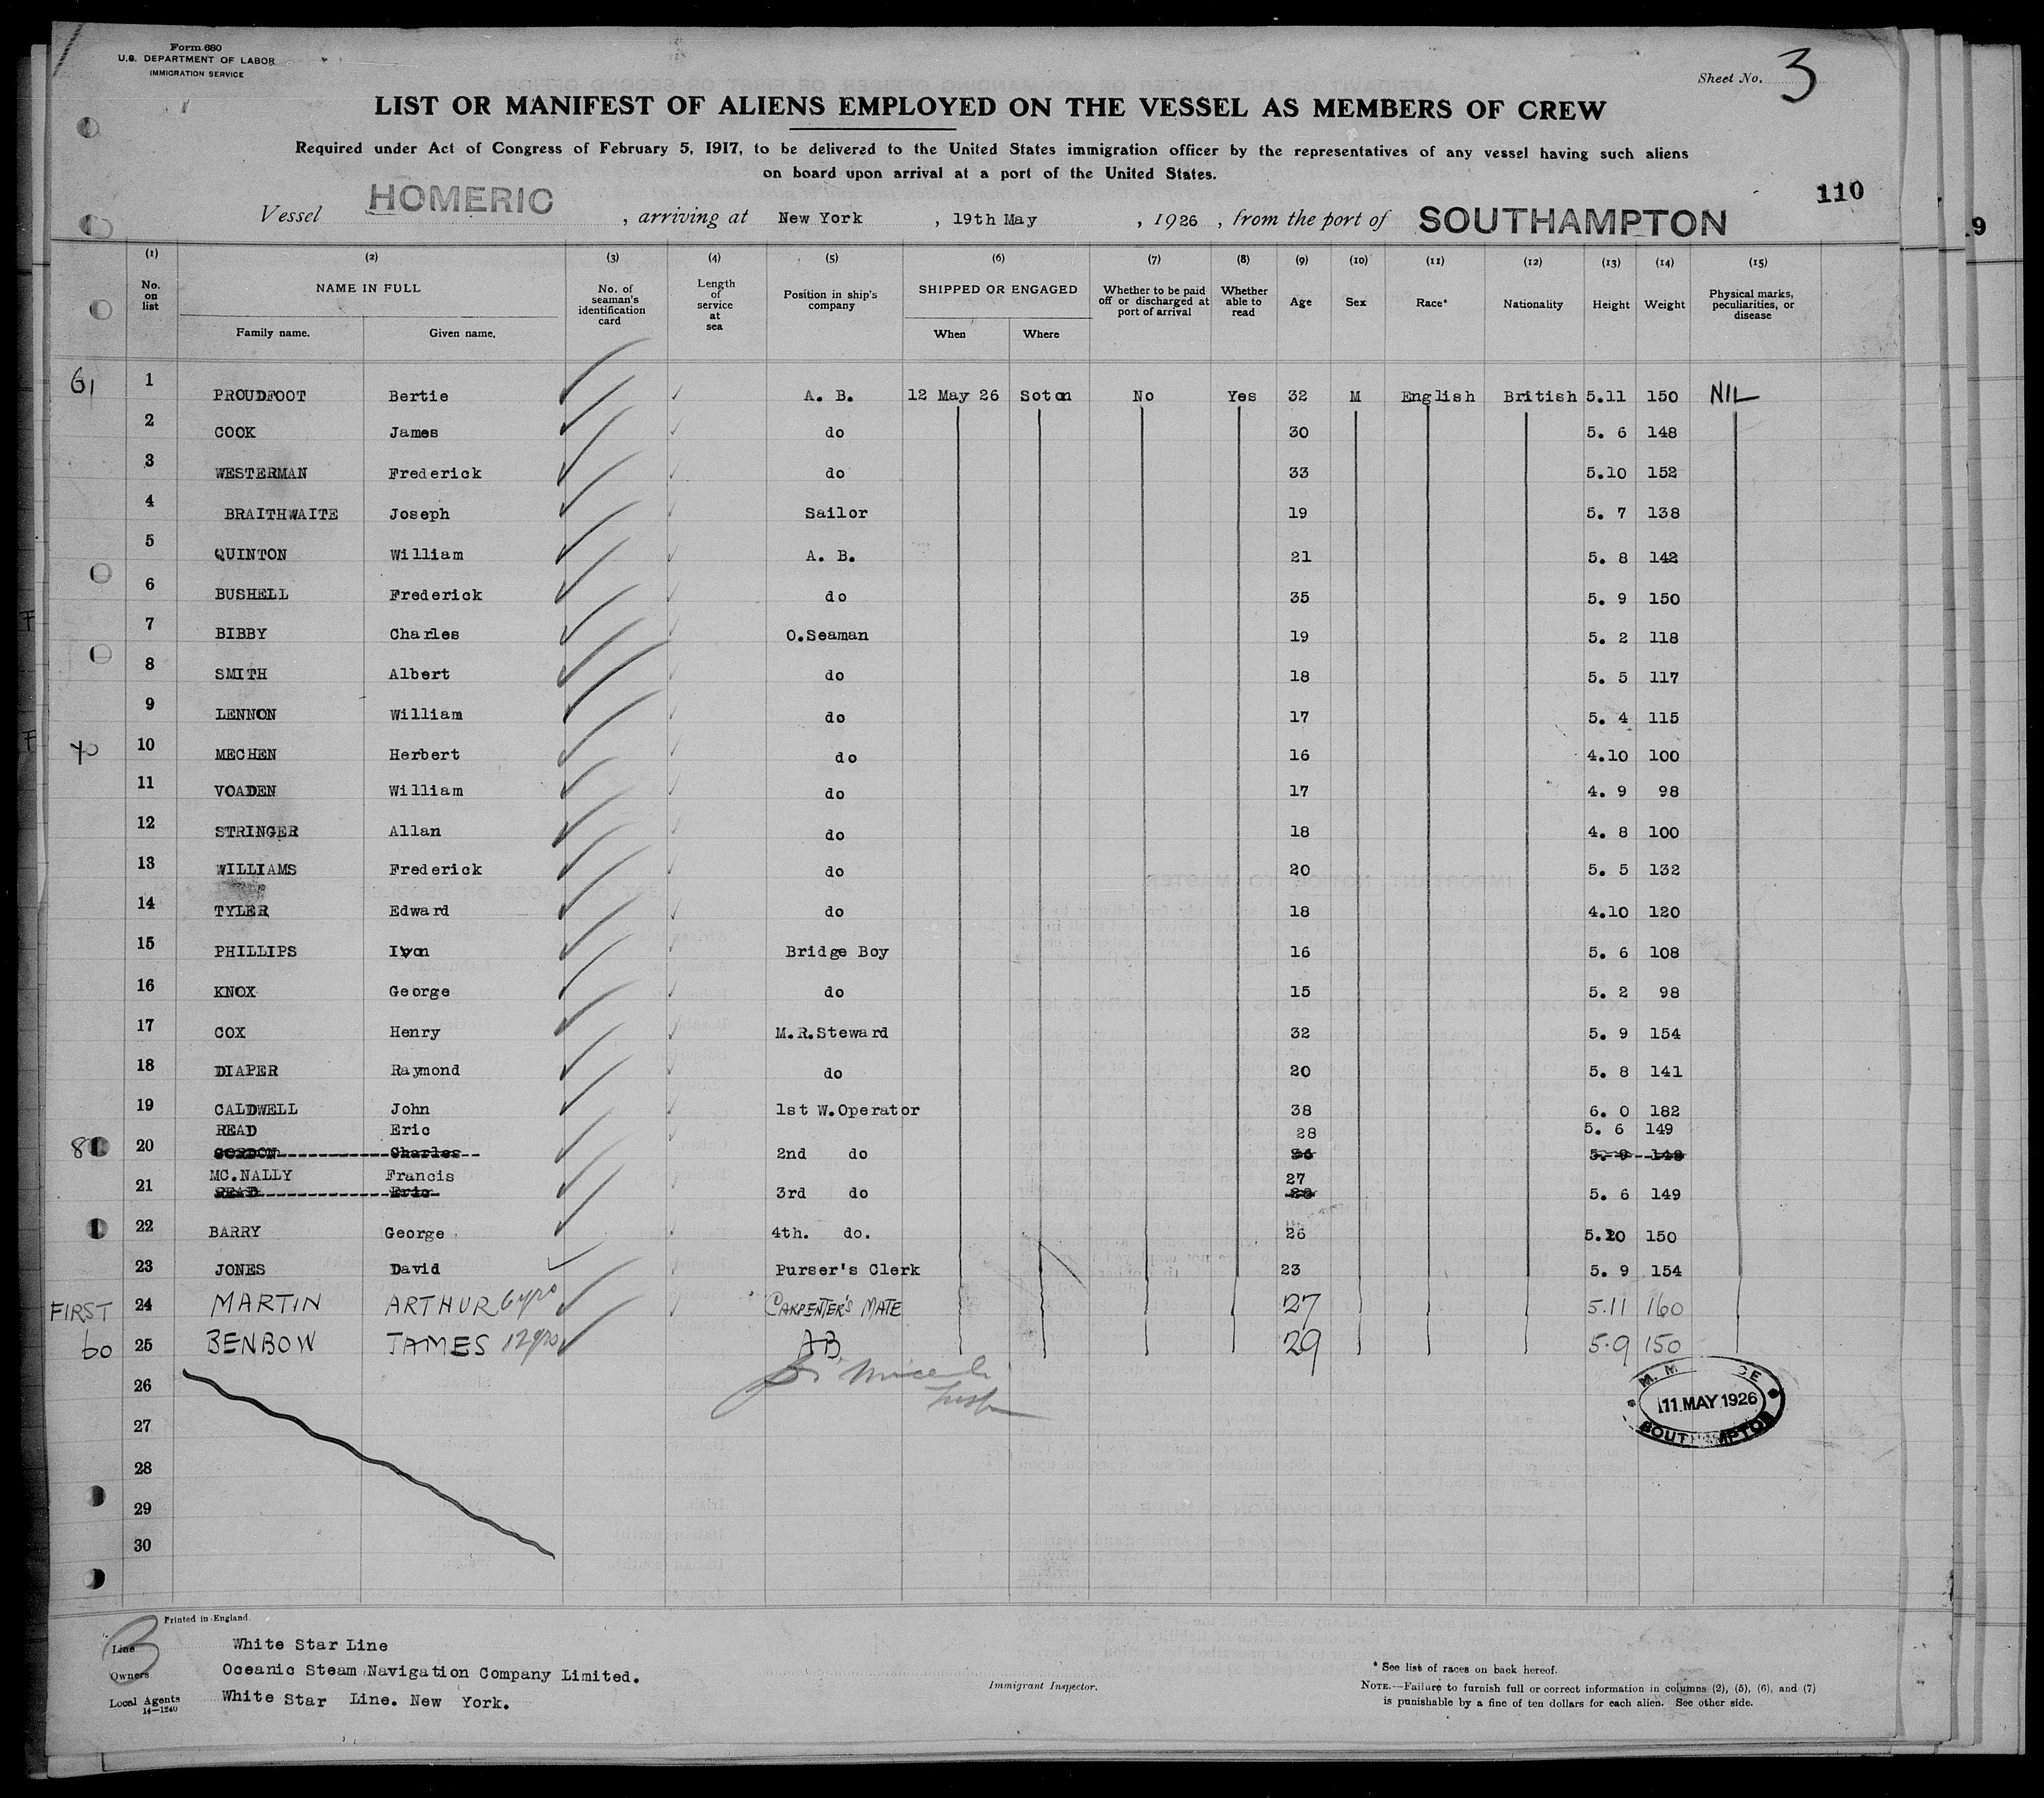 Form 680
U.S. DEPARTMENT OF LABOR
IMMIGRATION SERVICE
Sheet No. 3
LIST OR MANIFEST OF ALIENS EMPLOYED ON THE VESSEL AS MEMBERS OF CREW
Required under Act of Congress of February 5, 1917, to be delivered to the United States immigration officer by the representatives of any vessel having such aliens
on board upon arrival at a port of the United States.
110
Vessel HOMERIC, arriving at New York, 19th May, 1926, from the port of SOUTHAMPTON
(1) (2) (3) (4) (5) (6) (7) (8) (9) (10) (11) (12) (13) (14) (15)
No. on list NAME IN FULL Family name. Given name. No. of seaman's identification card Length of service at sea Position in ship's company SHIPPED OR ENGAGED When Where Whether to be paid off or discharged at port of arrival Whether able to read Age Sex Race* Nationality Height Weight Physical marks, peculiarities, or disease
61 1 PROUDFOOT Bertie A. B. 12 May 26 Soton No Yes 32 M English British 5.11 150 NIL
2 COOK James do 30 5. 6 148
3 WESTERMAN Frederick do 33 5.10 152
4 BRAITHWAITE Joseph Sailor 19 5. 7 138
5 QUINTON William A. B. 21 5. 8 142
6 BUSHELL Frederick do 35 5. 9 150
7 BIBBY Charles O.Seaman 19 5. 2 118
8 SMITH Albert do 18 5. 5 117
9 LENNON William do 17 5. 4 115
70 10 MECHEN Herbert do 16 4.10 100
11 VOADEN William do 17 4. 9 98
12 STRINGER Allan do 18 4. 8 100
13 WILLIAMS Frederick do 20 5. 5 132
14 TYLER Edward do 18 4.10 120
15 PHILLIPS Ivon Bridge Boy 16 5. 6 108
16 KNOX George do 15 5. 2 98
17 COX Henry M.R.Steward 32 5. 9 154
18 DIAPER Raymond do 20 5. 8 141
19 CALDWELL John 1st W.Operator 38 6. 0 182
READ Eric 28 5. 6 149
20 GORDON Charles 2nd do 5. 9 148
MC.NALLY Francis 27
21 READ Eric 3rd do 28 5. 6 149
22 BARRY George 4th. do. 26 5.10 150
23 JONES David Purser's Clerk 23 5. 9 154
FIRST 24 MARTIN ARTHUR 6yrs CARPENTER'S MATE 27 5.11 160
60 25 BENBOW JAMES 12yrs AB 29 5.9 150
26
27
28
29
30
11 MAY 1926
SOUTHAMPTON
Printed in England.
Line White Star Line
Owners Oceanic Steam Navigation Company Limited.
Local Agents White Star Line. New York.
14—1240
Immigrant Inspector.
* See list of races on back hereof.
NOTE.—Failure to furnish full or correct information in columns (2), (5), (6), and (7)
is punishable by a fine of ten dollars for each alien. See other side.